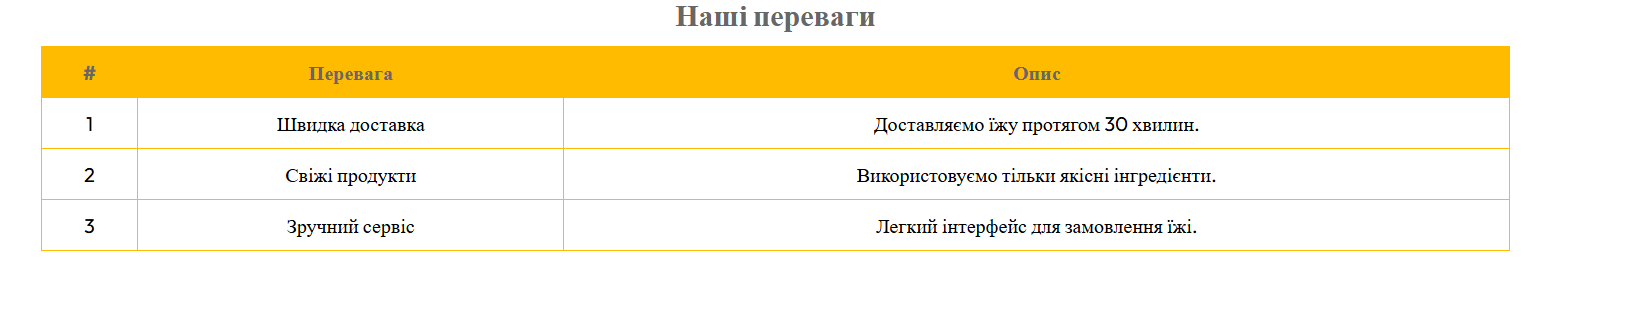 Наші переваги
# Перевага Опис
1 Швидка доставка Доставляємо їжу протягом 30 хвилин.
2 Свіжі продукти Використовуємо тільки якісні інгредієнти.
3 Зручний сервіс Легкий інтерфейс для замовлення їжі.